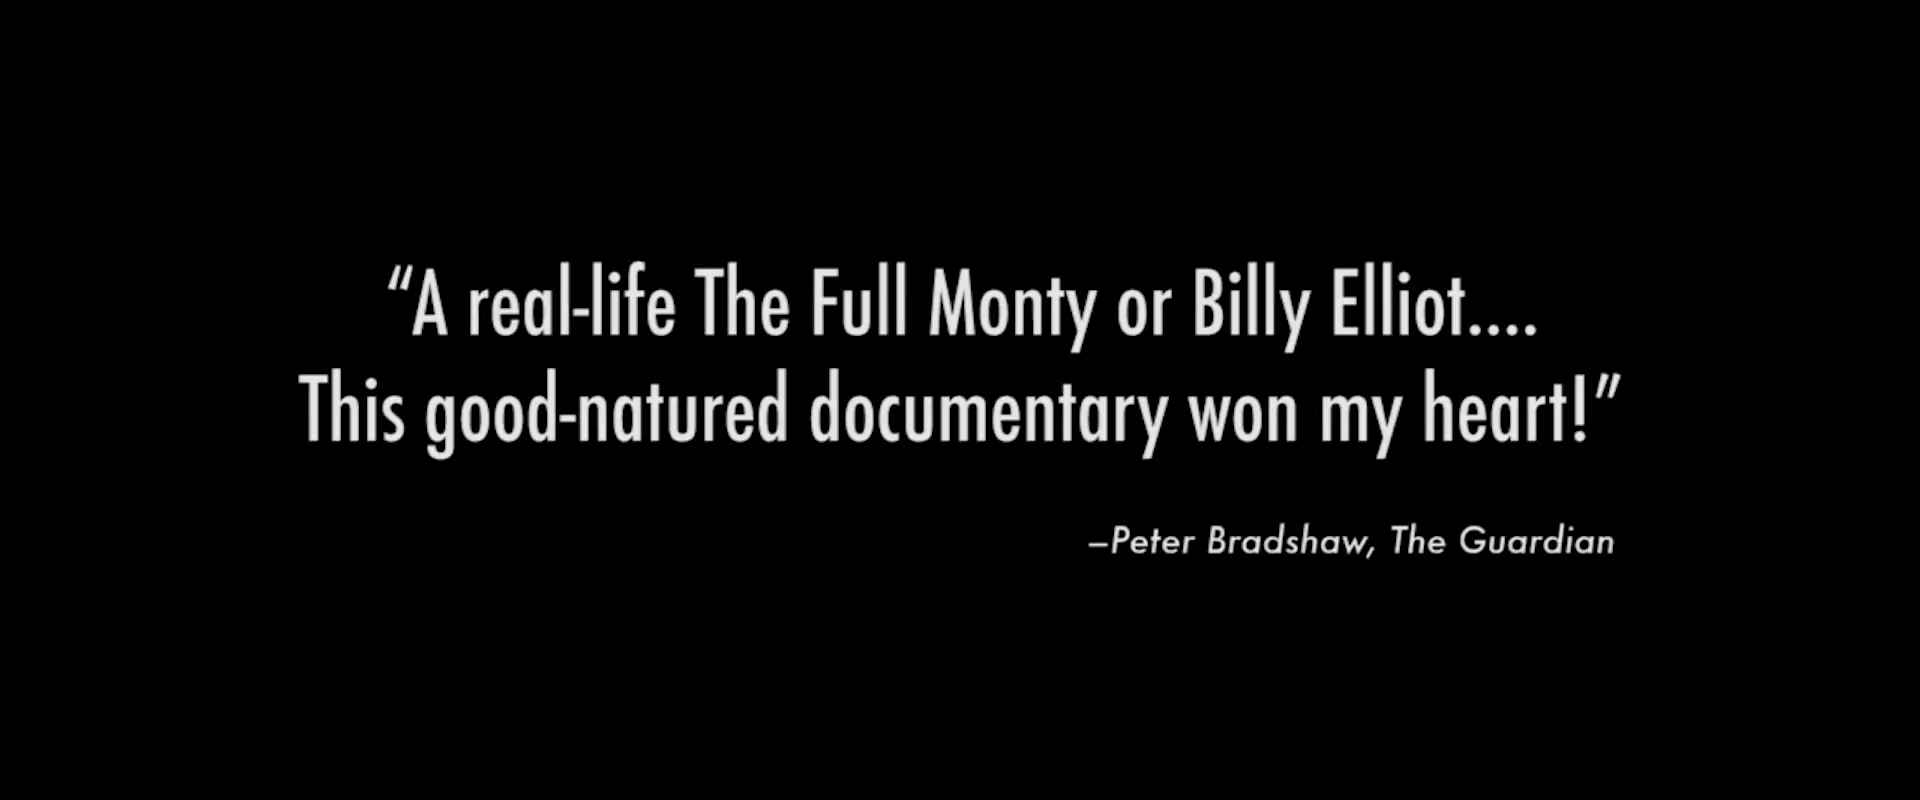 “A real-life The Full Monty or Billy Elliot....
This good-natured documentary won my heart!”
–Peter Bradshaw, The Guardian